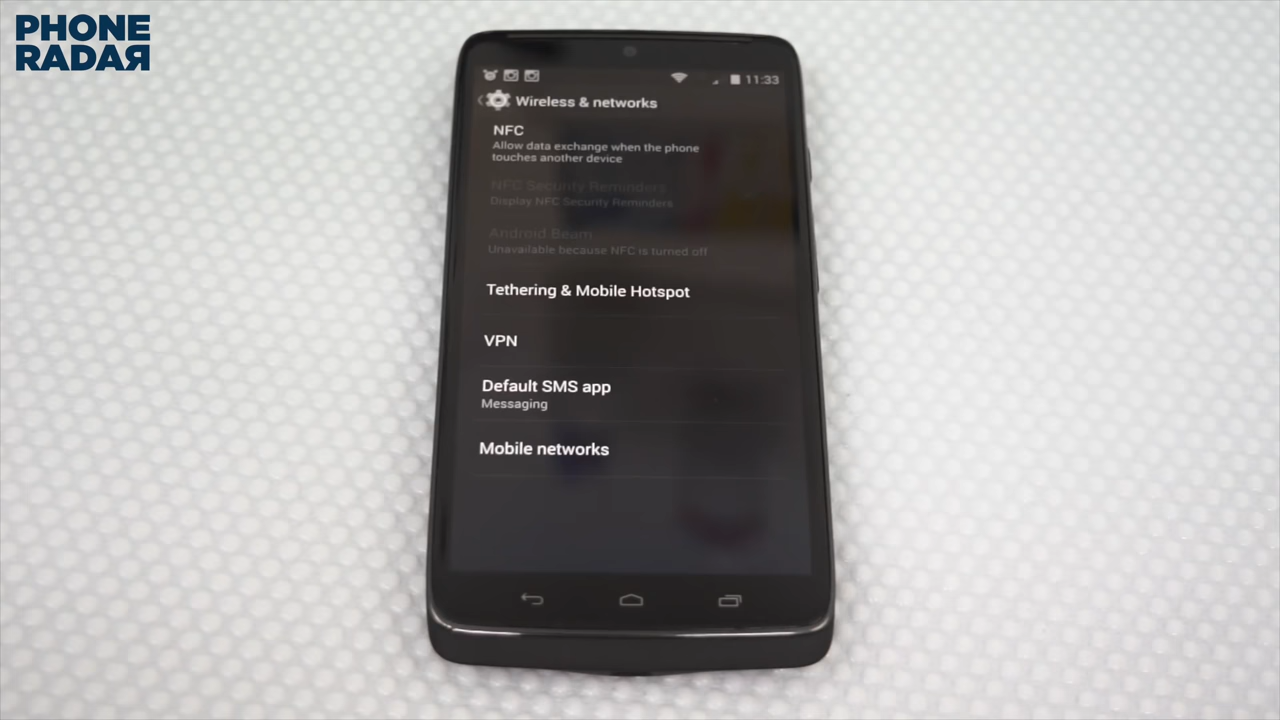 PHONE
RADAR
11:33
Wireless & networks
NFC
Allow data exchange when the phone
touches another device
NFC Security Reminders
Display NFC Security Reminders
Android Beam
Unavailable because NFC is turned off
Tethering & Mobile Hotspot
VPN
Default SMS app
Messaging
Mobile networks